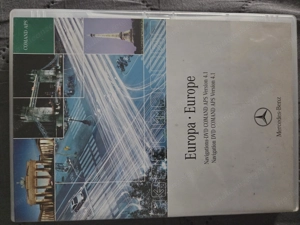 COMAND APS
Europa · Europe
Navigations-DVD COMAND APS Version 4.1
Navigation DVD COMAND APS Version 4.1
Mercedes-Benz